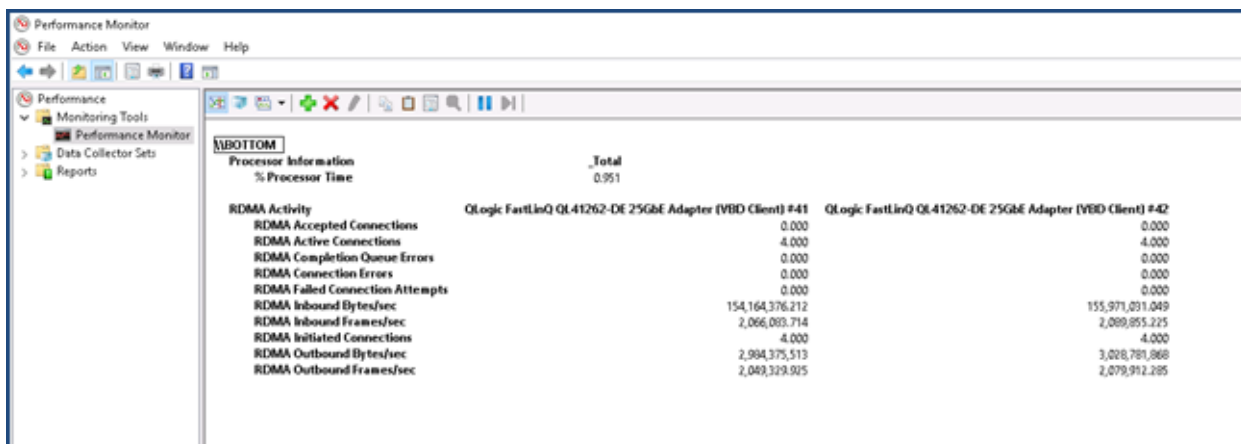 Performance Monitor
File Action View Window Help
Performance
Monitoring Tools
Performance Monitor
Data Collector Sets
Reports
\\BOTTOM
Processor Information _Total
% Processor Time 0.951
RDMA Activity QLogic FastLinQ QL41262-DE 25GbE Adapter (VBD Client) #41 QLogic FastLinQ QL41262-DE 25GbE Adapter (VBD Client) #42
RDMA Accepted Connections 0.000 0.000
RDMA Active Connections 4.000 4.000
RDMA Completion Queue Errors 0.000 0.000
RDMA Connection Errors 0.000 0.000
RDMA Failed Connection Attempts 0.000 0.000
RDMA Inbound Bytes/sec 154,164,376.212 155,971,031.049
RDMA Inbound Frames/sec 2,066,083.714 2,089,855.225
RDMA Initiated Connections 4.000 4.000
RDMA Outbound Bytes/sec 2,984,375,513 3,028,781,868
RDMA Outbound Frames/sec 2,049,329.925 2,079,912.285